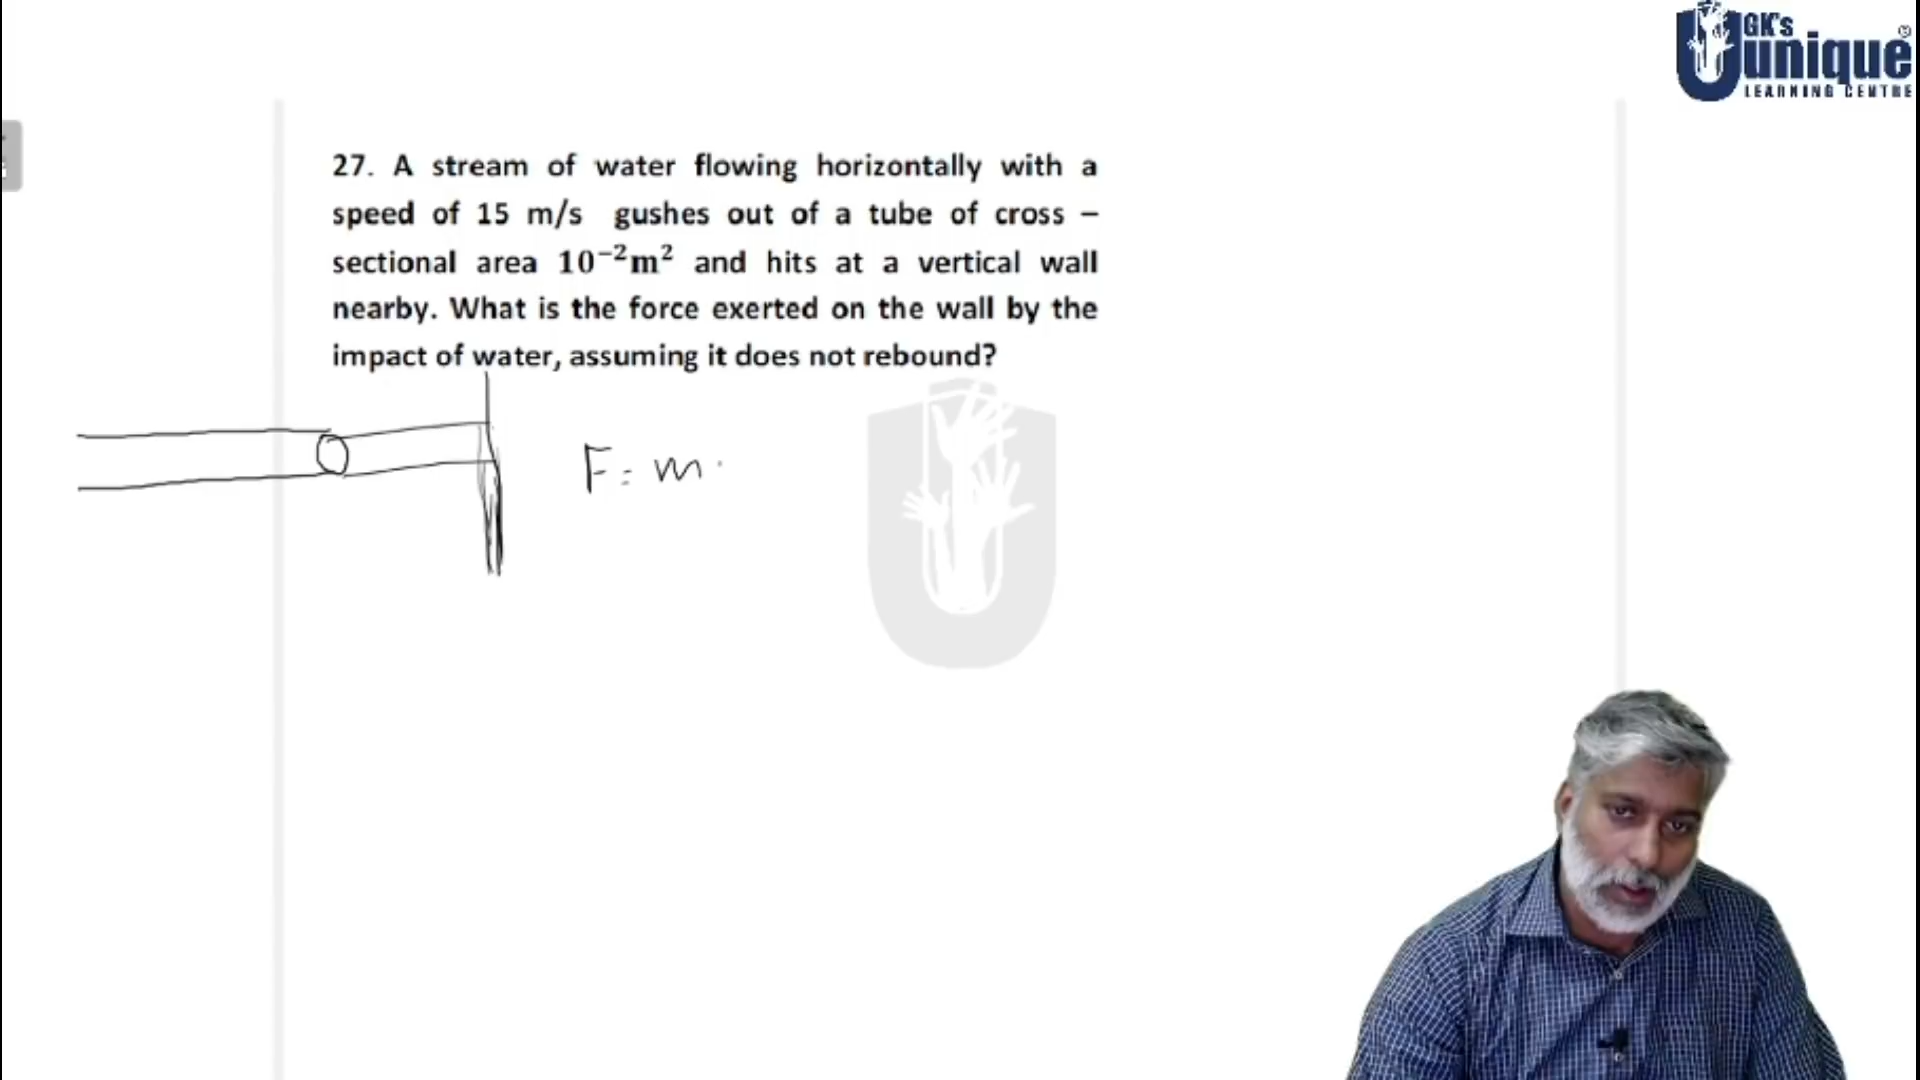 GK's
unique
LEARNING CENTRE
27. A stream of water flowing horizontally with a
speed of 15 m/s gushes out of a tube of cross –
sectional area 10⁻²m² and hits at a vertical wall
nearby. What is the force exerted on the wall by the
impact of water, assuming it does not rebound?
F = m